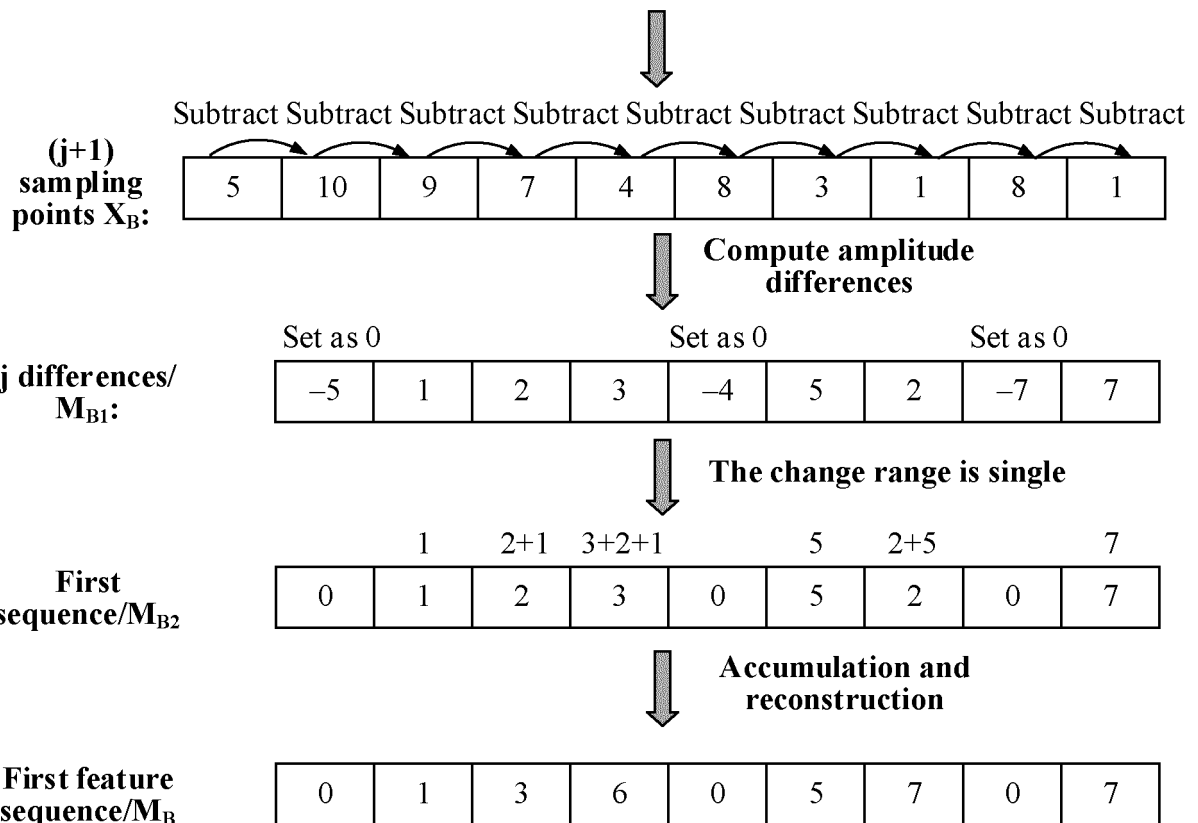 Subtract Subtract Subtract Subtract Subtract Subtract Subtract Subtract Subtract
(j+1)
sampling
points X_B:
5 10 9 7 4 8 3 1 8 1
Compute amplitude
differences
Set as 0 Set as 0 Set as 0
j differences/
M_B1:
–5 1 2 3 –4 5 2 –7 7
The change range is single
1 2+1 3+2+1 5 2+5 7
First
sequence/M_B2
0 1 2 3 0 5 2 0 7
Accumulation and
reconstruction
First feature
sequence/M_B
0 1 3 6 0 5 7 0 7